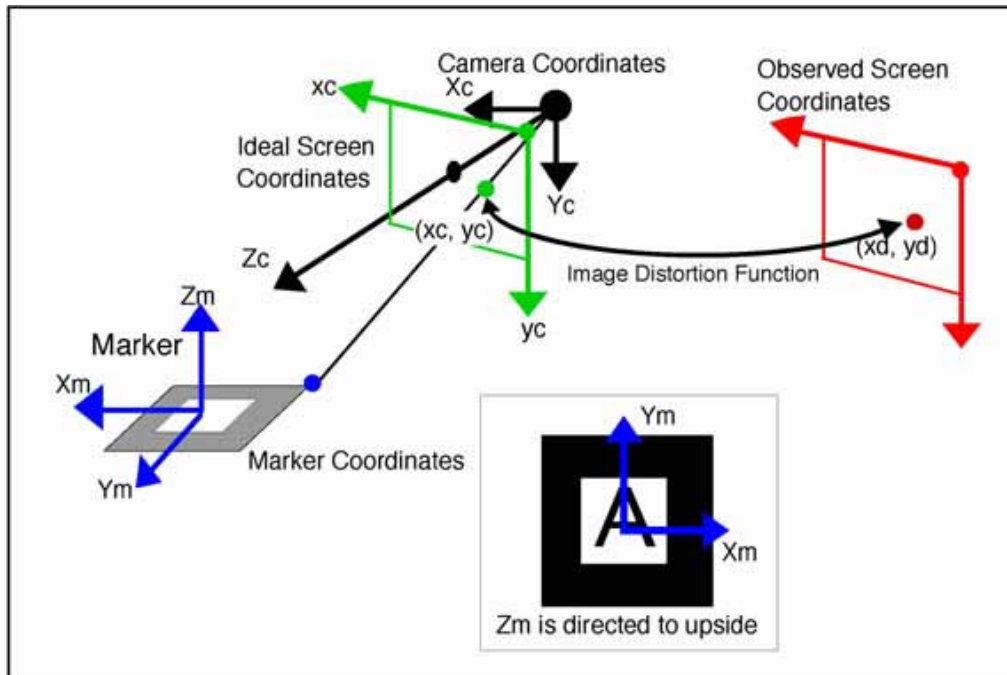 Camera Coordinates
Observed Screen
Coordinates
xc
Xc
Ideal Screen
Coordinates
Yc
(xc, yc)
(xd, yd)
Zc
Image Distortion Function
Zm
yc
Marker
Xm
Ym
Marker Coordinates
Ym
A
Xm
Zm is directed to upside